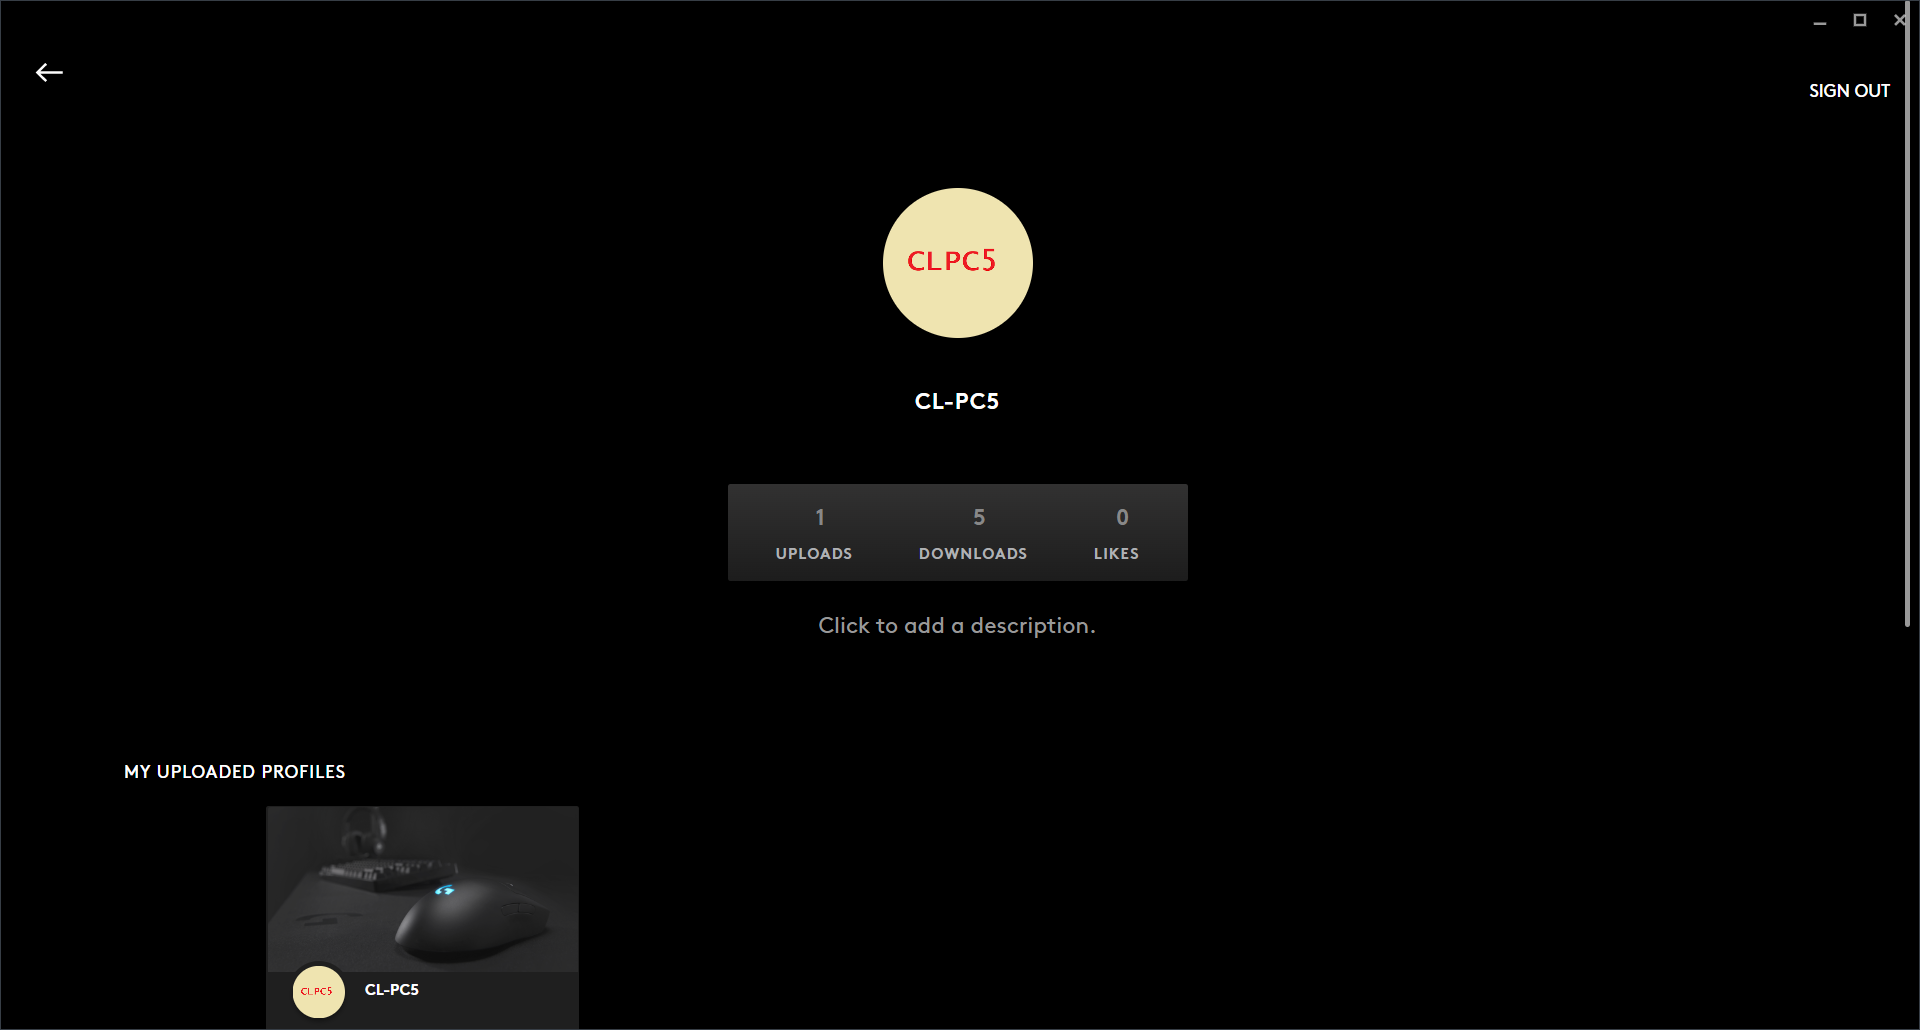 SIGN OUT
CLPC5
CL-PC5
1 5 0
UPLOADS DOWNLOADS LIKES
Click to add a description.
MY UPLOADED PROFILES
CLPC5 CL-PC5